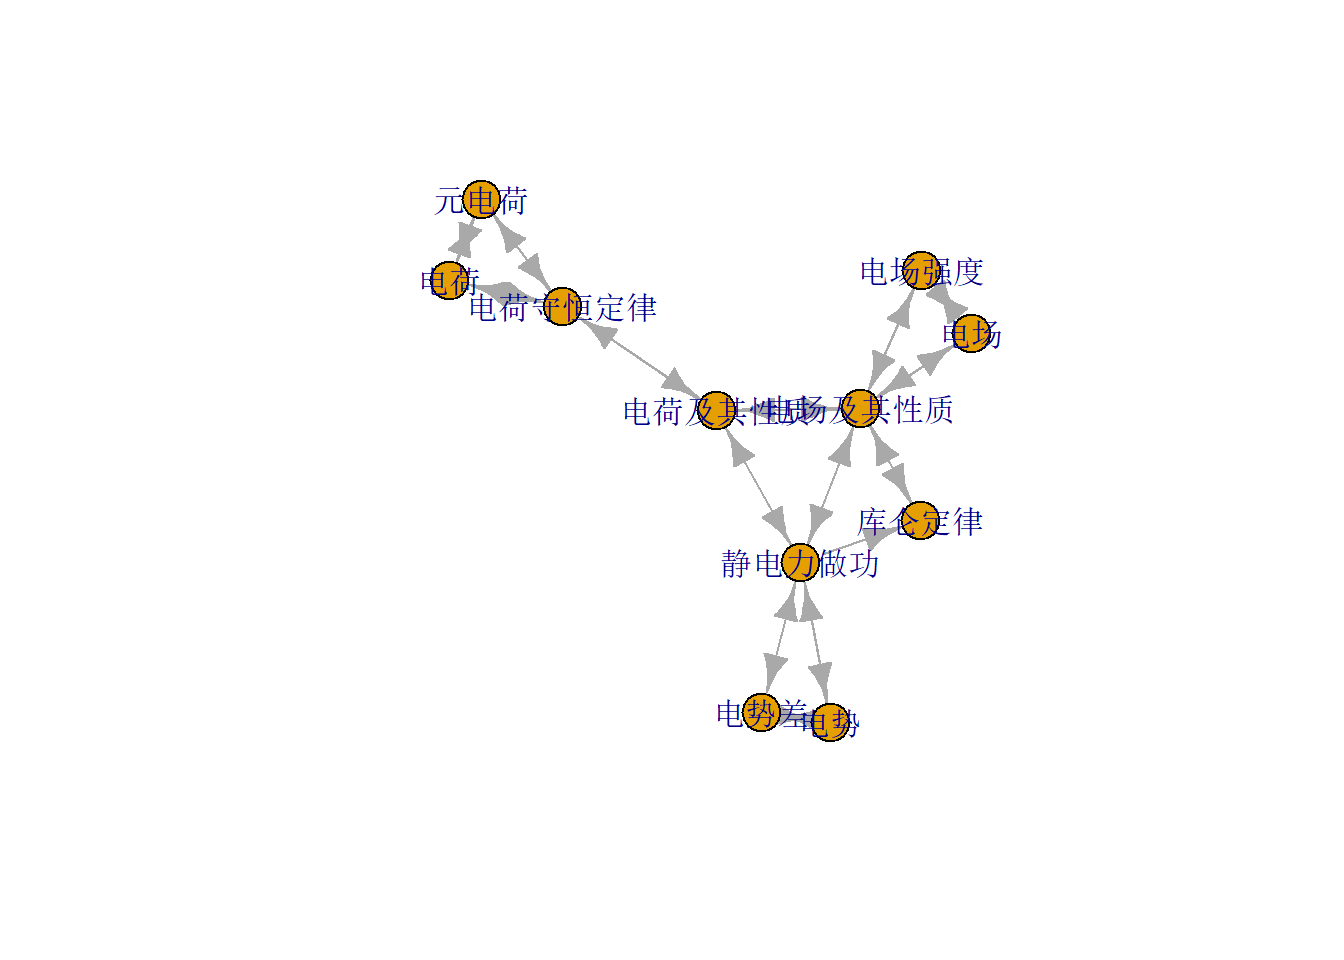 元电荷
电荷
电荷守恒定律
电场强度
电场
电荷及其性质
电场及其性质
库仑定律
静电力做功
电势差
电势